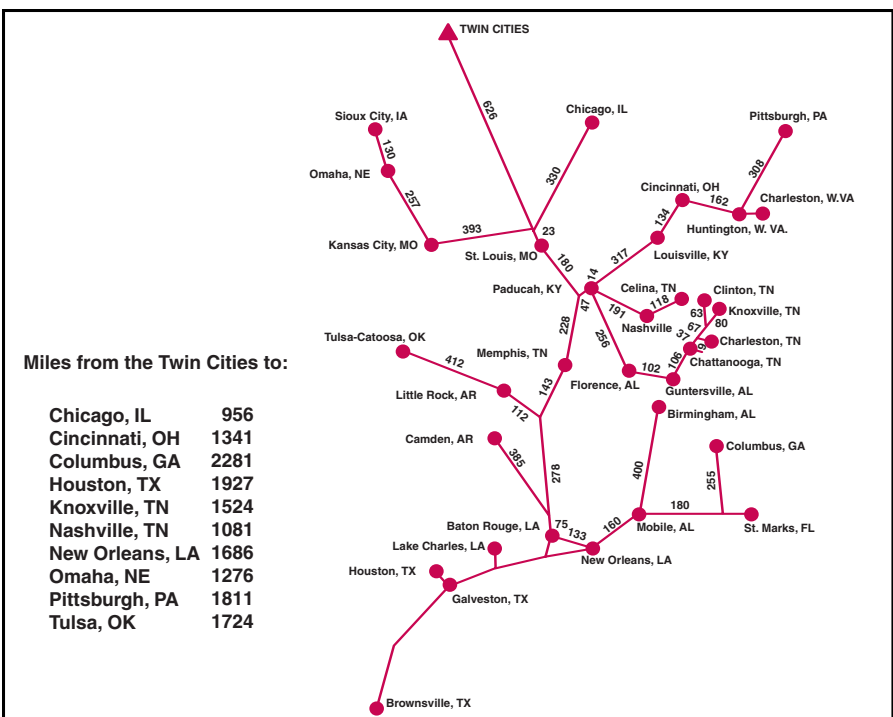 TWIN CITIES
626
Chicago, IL
330
Sioux City, IA
130
Omaha, NE
257
393
Kansas City, MO
23
St. Louis, MO
180
Pittsburgh, PA
308
Cincinnati, OH
162
Charleston, W.VA
134
Huntington, W. VA.
317
Louisville, KY
14
Paducah, KY
47
Celina, TN
118
191
Nashville
Clinton, TN
63
Knoxville, TN
67
80
37
Charleston, TN
19
Chattanooga, TN
228
256
106
102
Tulsa-Catoosa, OK
412
Memphis, TN
143
Florence, AL
Guntersville, AL
Little Rock, AR
112
Birmingham, AL
Camden, AR
385
278
400
Columbus, GA
255
Baton Rouge, LA
75
133
160
180
Mobile, AL
St. Marks, FL
Lake Charles, LA
New Orleans, LA
Houston, TX
Galveston, TX
Brownsville, TX
Miles from the Twin Cities to:
Chicago, IL 956
Cincinnati, OH 1341
Columbus, GA 2281
Houston, TX 1927
Knoxville, TN 1524
Nashville, TN 1081
New Orleans, LA 1686
Omaha, NE 1276
Pittsburgh, PA 1811
Tulsa, OK 1724